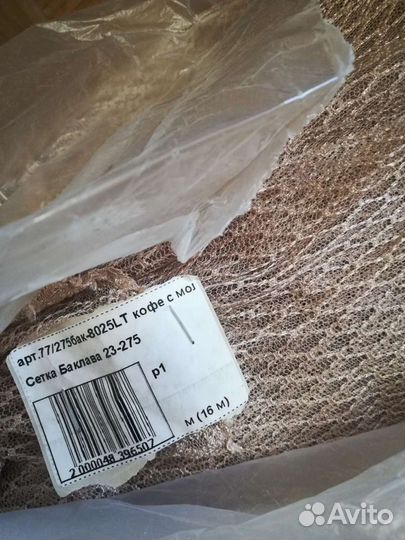 арт.77/275бак-8025LT кофе с мол
Сетка Баклава 23-275
р1
м (16 м)
2 000048 396507
Avito